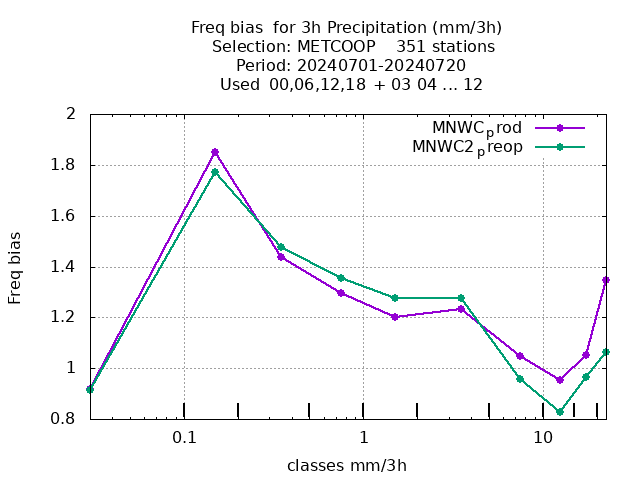 Freq bias  for 3h Precipitation (mm/3h)
Selection: METCOOP    351 stations
Period: 20240701-20240720
Used  00,06,12,18  + 03 04 ... 12
MNWCprod
MNWC2preop
2
1.8
1.6
1.4
1.2
1
0.8
Freq bias
0.1
1
10
classes mm/3h